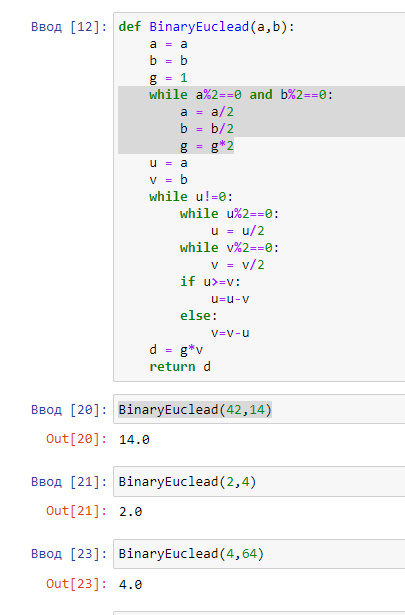 Ввод [12]: def BinaryEuclead(a,b):
    a = a
    b = b
    g = 1
    while a%2==0 and b%2==0:
        a = a/2
        b = b/2
        g = g*2
    u = a
    v = b
    while u!=0:
        while u%2==0:
            u = u/2
        while v%2==0:
            v = v/2
        if u>=v:
            u=u-v
        else:
            v=v-u
    d = g*v
    return d
Ввод [20]: BinaryEuclead(42,14)
Out[20]: 14.0
Ввод [21]: BinaryEuclead(2,4)
Out[21]: 2.0
Ввод [23]: BinaryEuclead(4,64)
Out[23]: 4.0